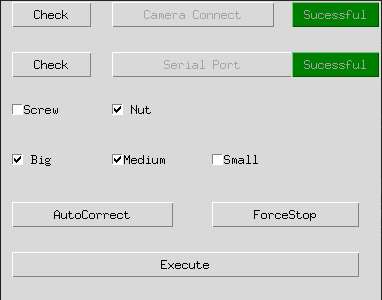 Check Camera Connect Sucessful
Check Serial Port Sucessful
Screw Nut
Big Medium Small
AutoCorrect ForceStop
Execute